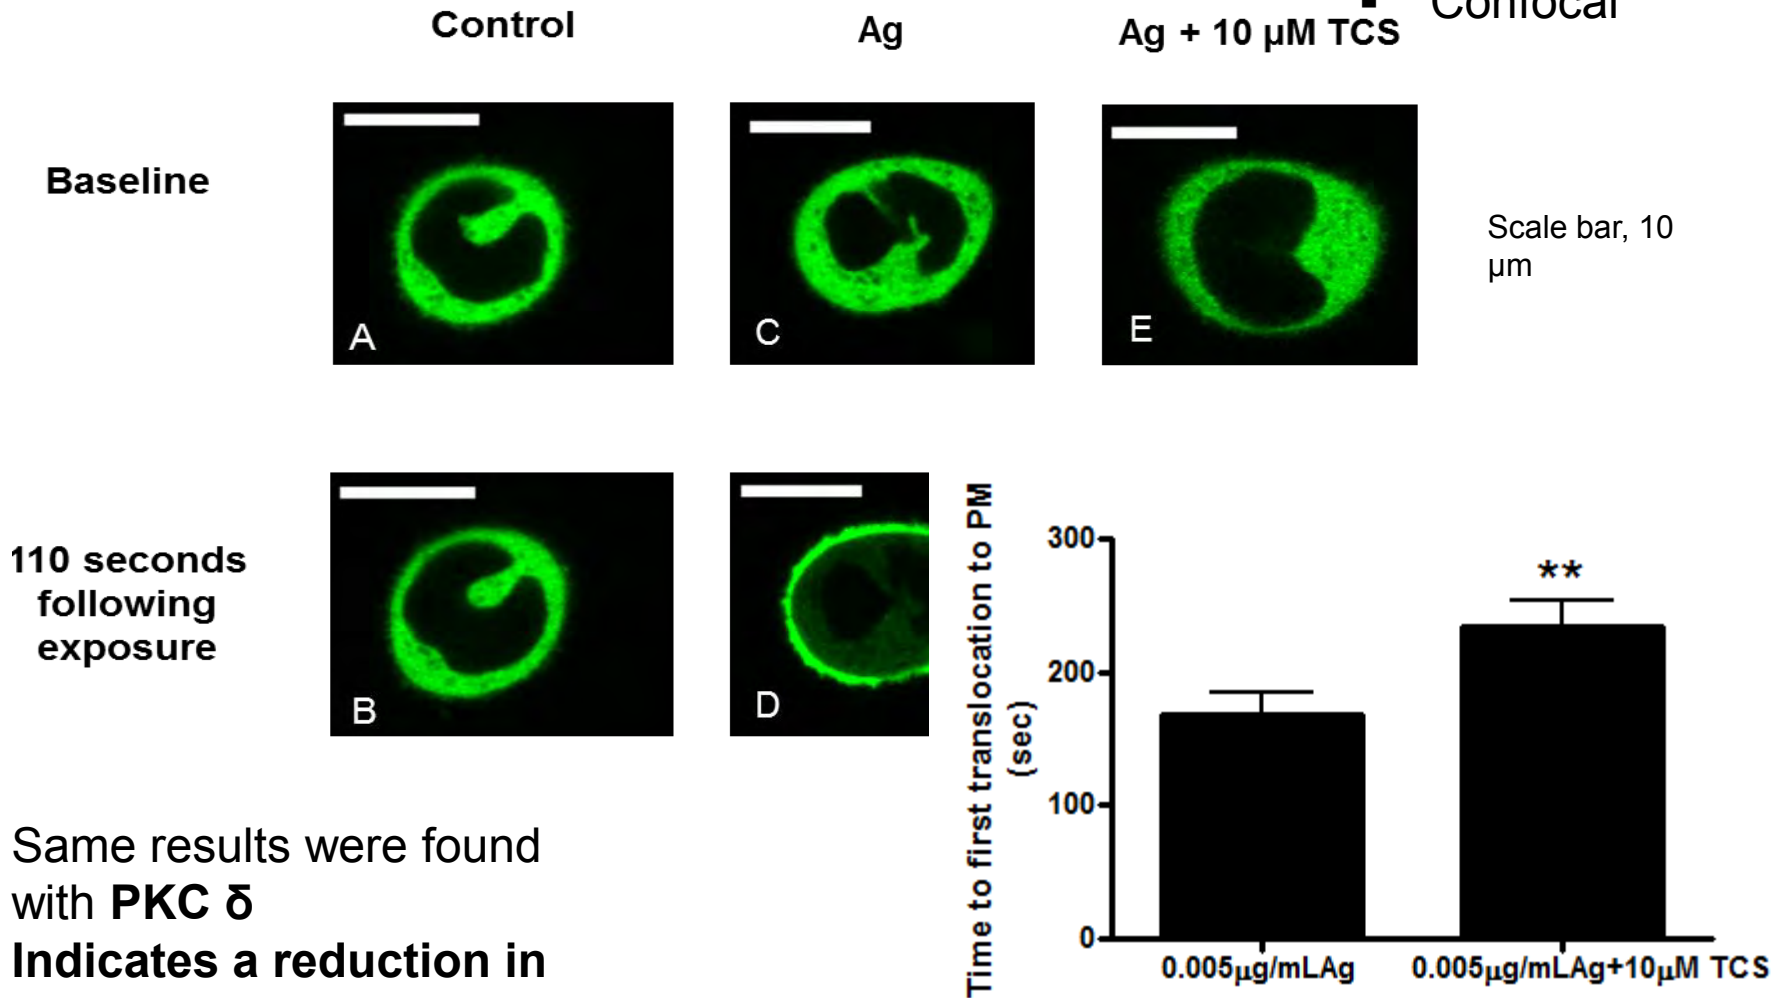 Confocal
Control
Ag
Ag + 10 µM TCS
Baseline
A
C
E
Scale bar, 10
µm
110 seconds
following
exposure
B
D
Time to first translocation to PM
(sec)
300
200
100
0
**
0.005µg/mLAg
0.005µg/mLAg+10µM TCS
Same results were found
with PKC δ
Indicates a reduction in